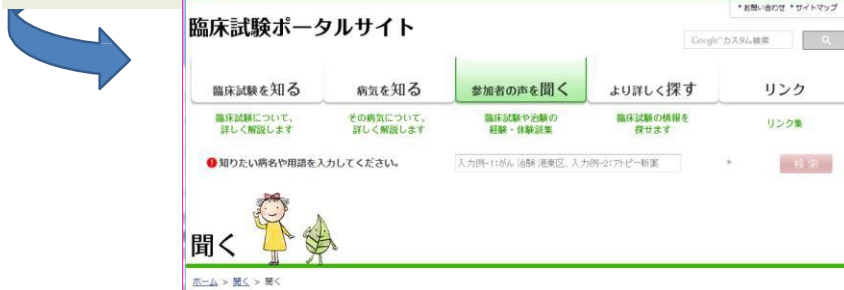 ・お問い合わせ ・サイトマップ
臨床試験ポータルサイト
Google™カスタム検索
臨床試験を知る 病気を知る 参加者の声を聞く より詳しく探す リンク
臨床試験について、 その病気について、 臨床試験や治験の 臨床試験の情報を リンク集
詳しく解説します 詳しく解説します 経験・体験談集 探せます
知りたい病名や用語を入力してください。 入力例-1:がん 治験 港東区、入力例-2:アトピー新薬 検索
聞く
ホーム > 聞く > 聞く